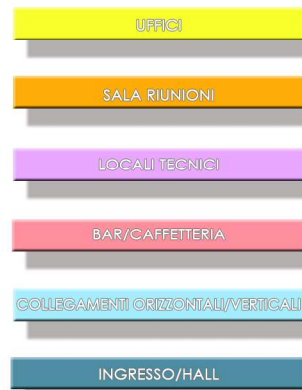 UFFICI
SALA RIUNIONI
LOCALI TECNICI
BAR/CAFFETTERIA
COLLEGAMENTI ORIZZONTALI/VERTICALI
INGRESSO/HALL